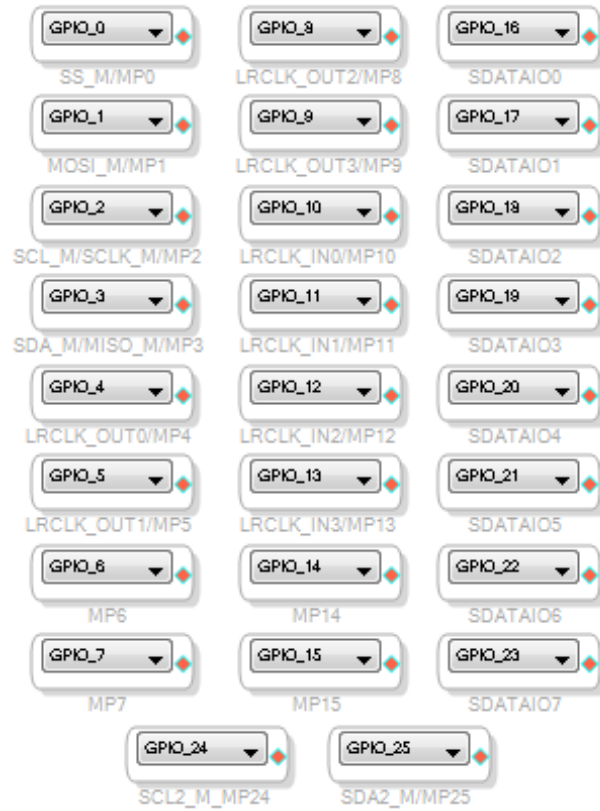 GPIO_0 GPIO_8 GPIO_16
SS_M/MP0 LRCLK_OUT2/MP8 SDATAIO0
GPIO_1 GPIO_9 GPIO_17
MOSI_M/MP1 LRCLK_OUT3/MP9 SDATAIO1
GPIO_2 GPIO_10 GPIO_18
SCL_M/SCLK_M/MP2 LRCLK_IN0/MP10 SDATAIO2
GPIO_3 GPIO_11 GPIO_19
SDA_M/MISO_M/MP3 LRCLK_IN1/MP11 SDATAIO3
GPIO_4 GPIO_12 GPIO_20
LRCLK_OUT0/MP4 LRCLK_IN2/MP12 SDATAIO4
GPIO_5 GPIO_13 GPIO_21
LRCLK_OUT1/MP5 LRCLK_IN3/MP13 SDATAIO5
GPIO_6 GPIO_14 GPIO_22
MP6 MP14 SDATAIO6
GPIO_7 GPIO_15 GPIO_23
MP7 MP15 SDATAIO7
GPIO_24 GPIO_25
SCL2_M_MP24 SDA2_M/MP25